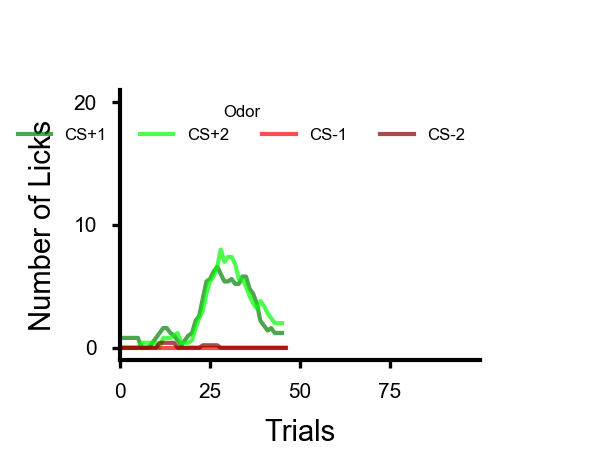 20
Odor
CS+1 CS+2 CS-1 CS-2
Number of Licks
10
0
0 25 50 75
Trials